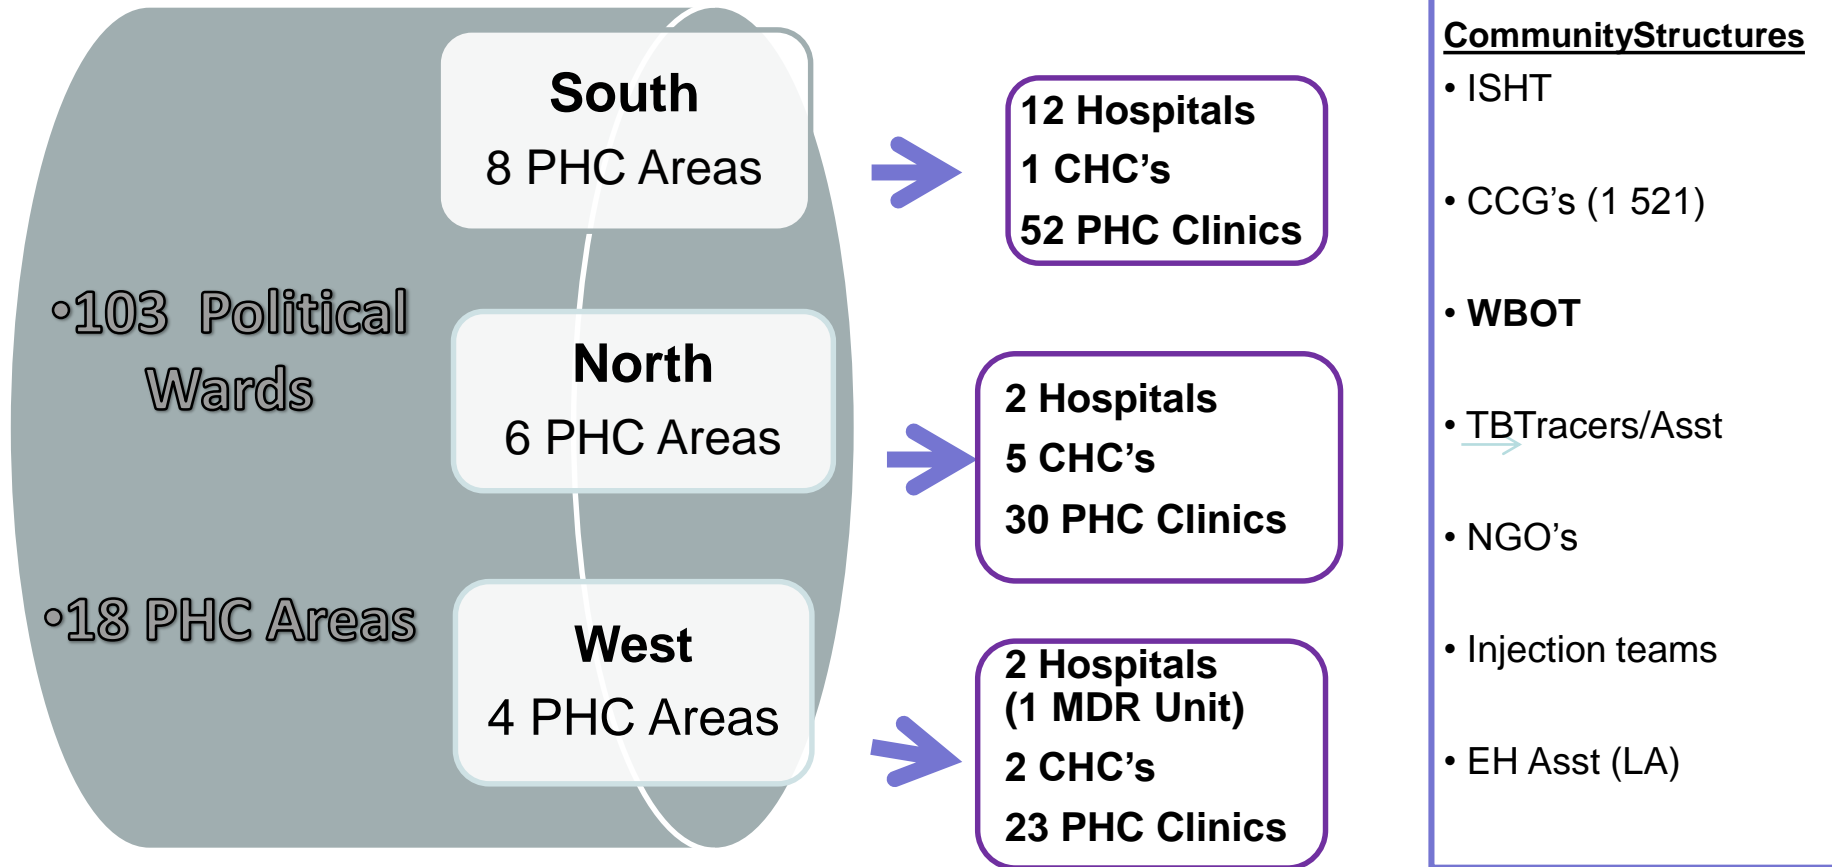 •103 Political
Wards
•18 PHC Areas
South
8 PHC Areas
North
6 PHC Areas
West
4 PHC Areas
12 Hospitals
1 CHC’s
52 PHC Clinics
2 Hospitals
5 CHC’s
30 PHC Clinics
2 Hospitals
(1 MDR Unit)
2 CHC’s
23 PHC Clinics
CommunityStructures
• ISHT
• CCG’s (1 521)
• WBOT
• TBTracers/Asst
• NGO’s
• Injection teams
• EH Asst (LA)